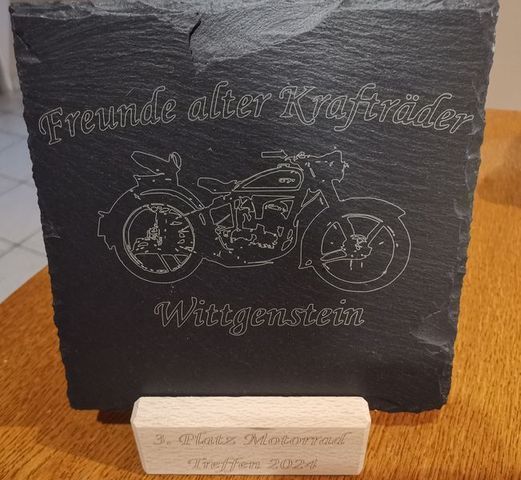 Freunde alter Krafträder
Wittgenstein
3. Platz Motorrad
Treffen 2024